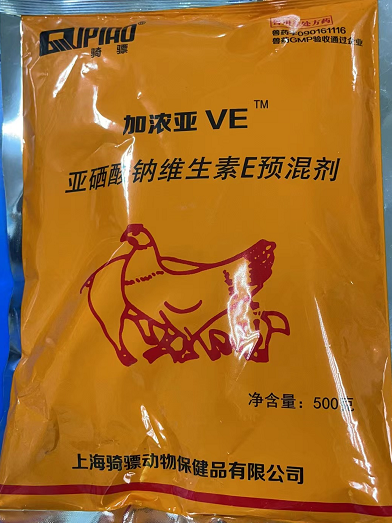 QIPIAO®
骑骠
兽用非处方药
兽药字090161116
兽药GMP验收通过企业
加浓亚 VE™
亚硒酸钠维生素E预混剂
净含量：500克
上海骑骠动物保健品有限公司